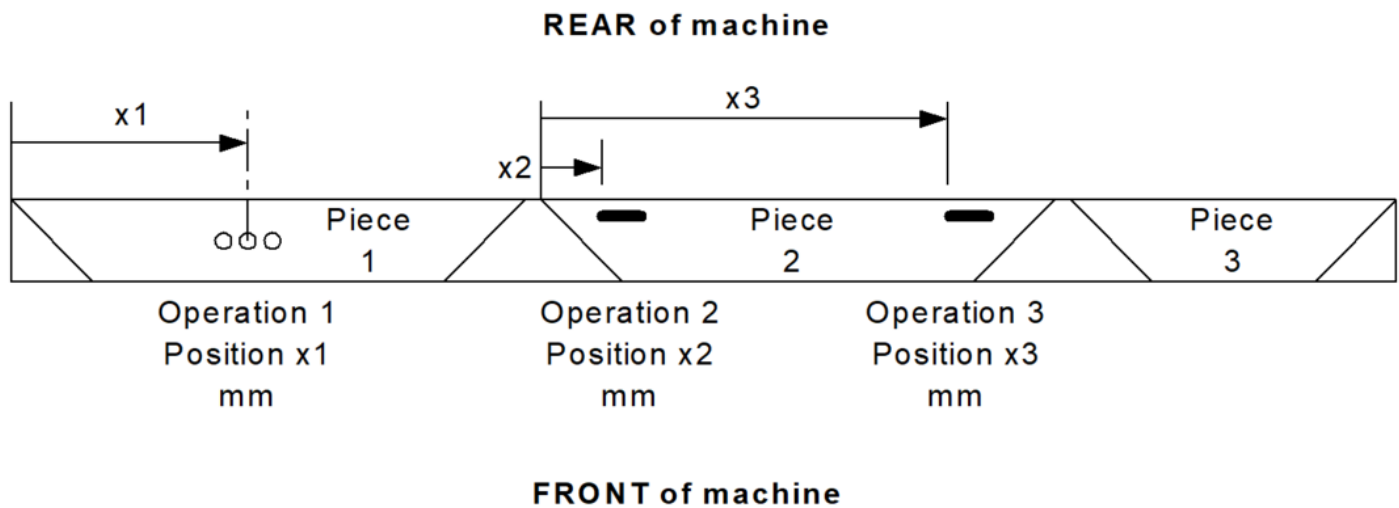 REAR of machine
x1
x3
x2
Piece
1
Piece
2
Piece
3
Operation 1
Position x1
mm
Operation 2
Position x2
mm
Operation 3
Position x3
mm
FRONT of machine